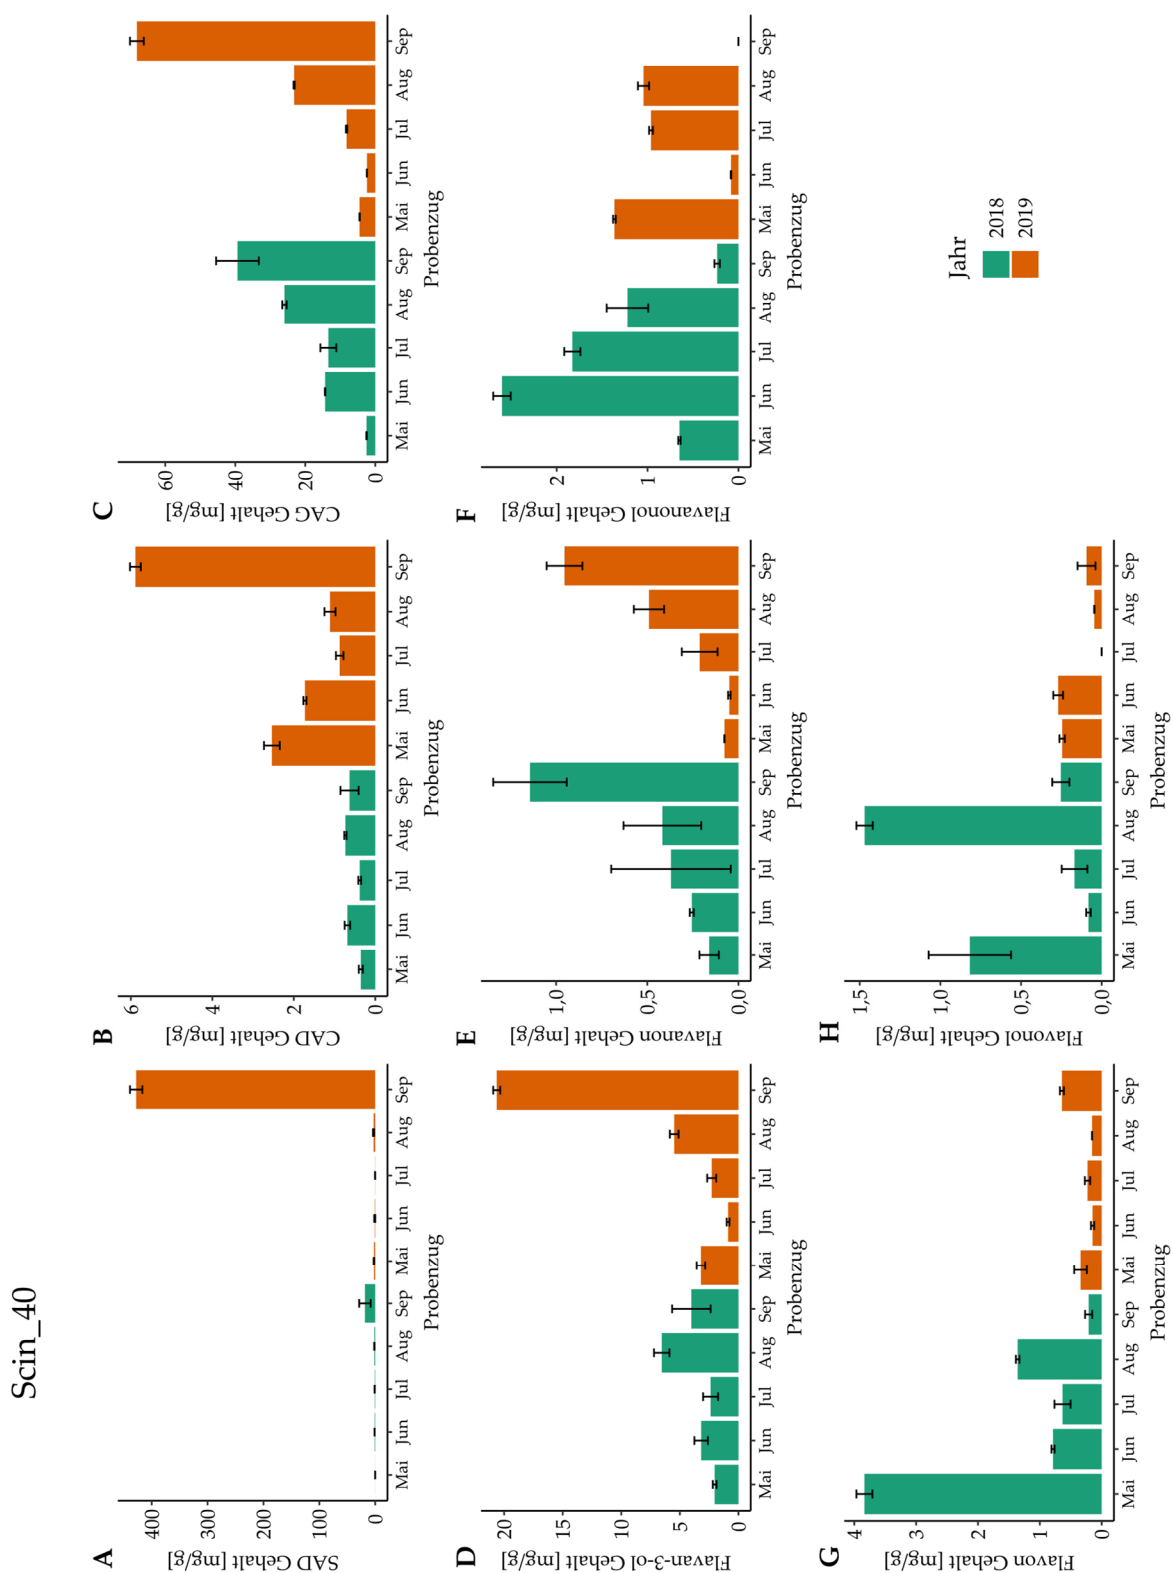 Scin_40
A
SAD Gehalt [mg/g]
400
300
200
100
0
Mai Jun Jul Aug Sep Mai Jun Jul Aug Sep
Probenzug
B
CAD Gehalt [mg/g]
6
4
2
0
Mai Jun Jul Aug Sep Mai Jun Jul Aug Sep
Probenzug
C
CAG Gehalt [mg/g]
60
40
20
0
Mai Jun Jul Aug Sep Mai Jun Jul Aug Sep
Probenzug
D
Flavan-3-ol Gehalt [mg/g]
20
15
10
5
0
Mai Jun Jul Aug Sep Mai Jun Jul Aug Sep
Probenzug
E
Flavanon Gehalt [mg/g]
1,0
0,5
0,0
Mai Jun Jul Aug Sep Mai Jun Jul Aug Sep
Probenzug
F
Flavanonol Gehalt [mg/g]
2
1
0
Mai Jun Jul Aug Sep Mai Jun Jul Aug Sep
Probenzug
G
Flavon Gehalt [mg/g]
4
3
2
1
0
Mai Jun Jul Aug Sep Mai Jun Jul Aug Sep
Probenzug
H
Flavonol Gehalt [mg/g]
1,5
1,0
0,5
0,0
Mai Jun Jul Aug Sep Mai Jun Jul Aug Sep
Probenzug
Jahr
2018
2019